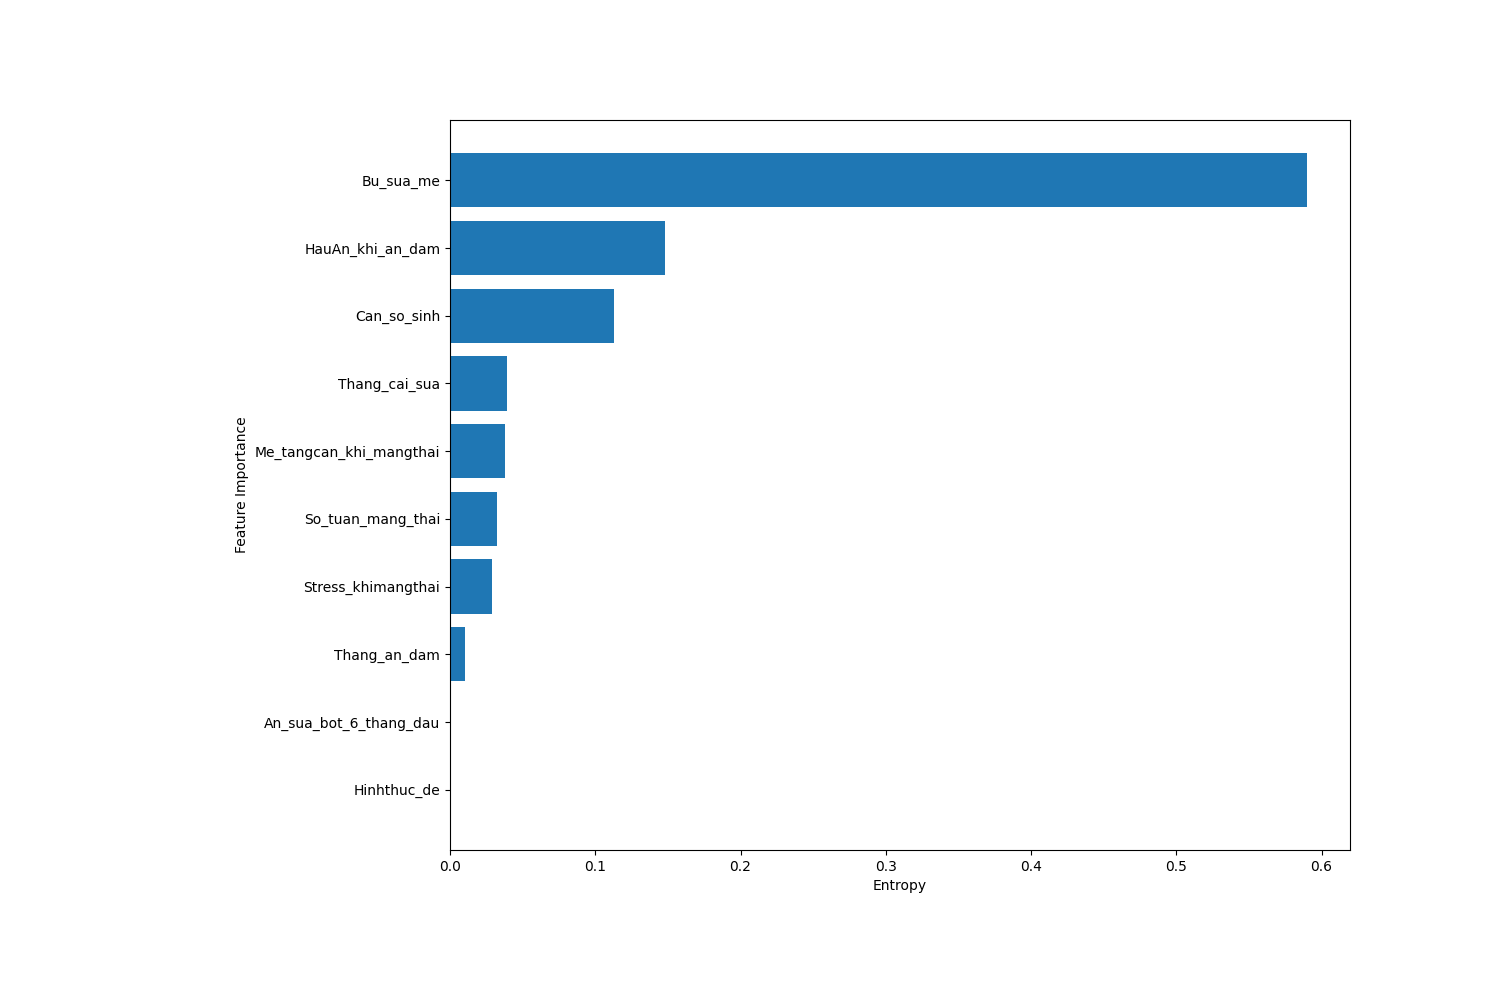 Bu_sua_me
HauAn_khi_an_dam
Can_so_sinh
Thang_cai_sua
Me_tangcan_khi_mangthai
So_tuan_mang_thai
Stress_khimangthai
Thang_an_dam
An_sua_bot_6_thang_dau
Hinhthuc_de
Feature Importance
0.0 0.1 0.2 0.3 0.4 0.5 0.6
Entropy